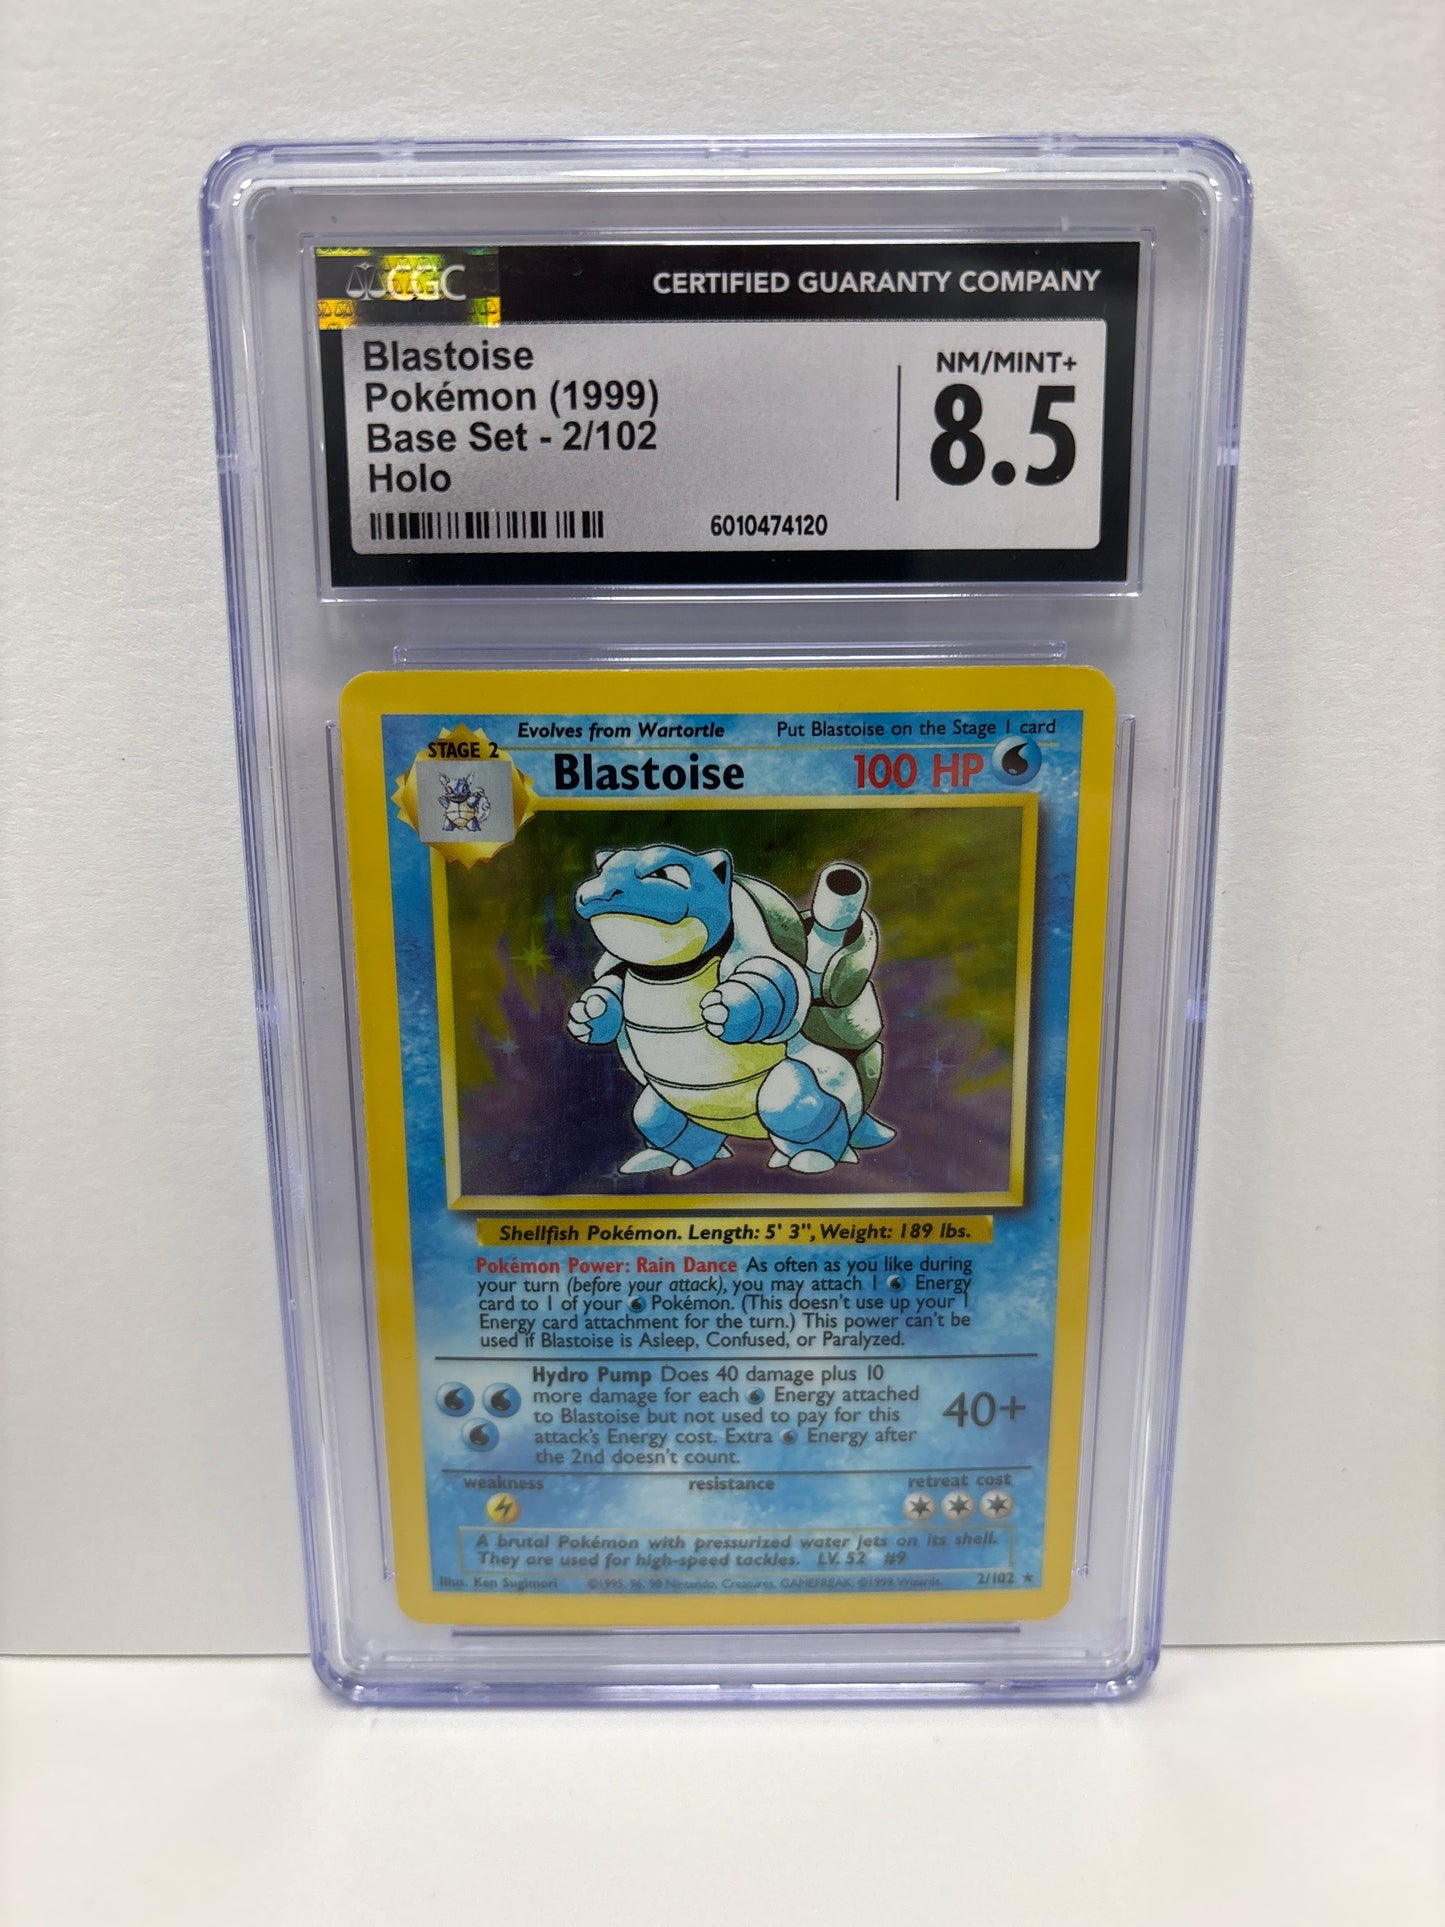 CGC
CERTIFIED GUARANTY COMPANY
Blastoise
Pokémon (1999)
Base Set - 2/102
Holo
NM/MINT+
8.5
6010474120
Evolves from Wartortle
Put Blastoise on the Stage 1 card
STAGE 2
Blastoise
100 HP
Shellfish Pokémon. Length: 5' 3", Weight: 189 lbs.
Pokémon Power: Rain Dance As often as you like during
your turn (before your attack), you may attach 1 Energy
card to 1 of your Pokémon. (This doesn't use up your 1
Energy card attachment for the turn.) This power can't be
used if Blastoise is Asleep, Confused, or Paralyzed.
Hydro Pump Does 40 damage plus 10
more damage for each Energy attached
to Blastoise but not used to pay for this
attack's Energy cost. Extra Energy after
the 2nd doesn't count.
40+
weakness
resistance
retreat cost
A brutal Pokémon with pressurized water jets on its shell.
They are used for high-speed tackles. LV. 52 #9
Illus. Ken Sugimori
©1995, 96, 98 Nintendo, Creatures, GAMEFREAK. ©1999 Wizards.
2/102 ★